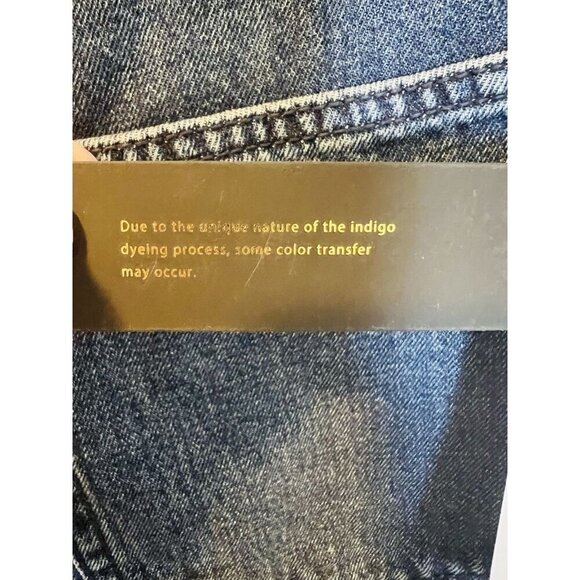 Due to the unique nature of the indigo
dyeing process, some color transfer
may occur.